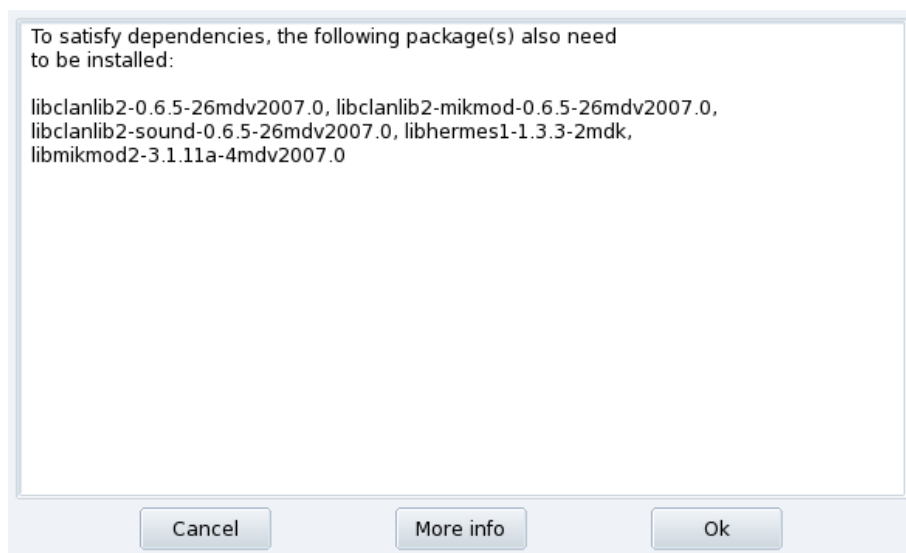 To satisfy dependencies, the following package(s) also need
to be installed:
libclanlib2-0.6.5-26mdv2007.0, libclanlib2-mikmod-0.6.5-26mdv2007.0,
libclanlib2-sound-0.6.5-26mdv2007.0, libhermes1-1.3.3-2mdk,
libmikmod2-3.1.11a-4mdv2007.0
Cancel
More info
Ok